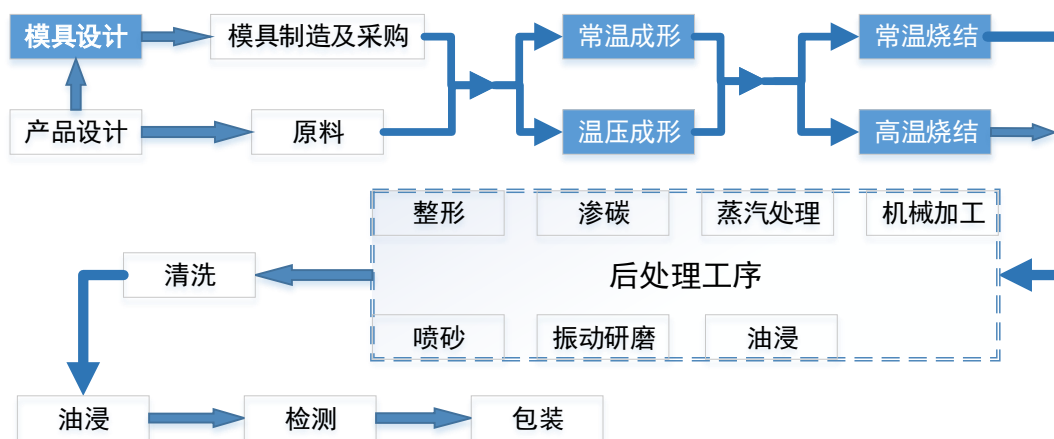 模具设计
模具制造及采购
常温成形
常温烧结
产品设计
原料
温压成形
高温烧结
整形
渗碳
蒸汽处理
机械加工
清洗
后处理工序
喷砂
振动研磨
油浸
油浸
检测
包装